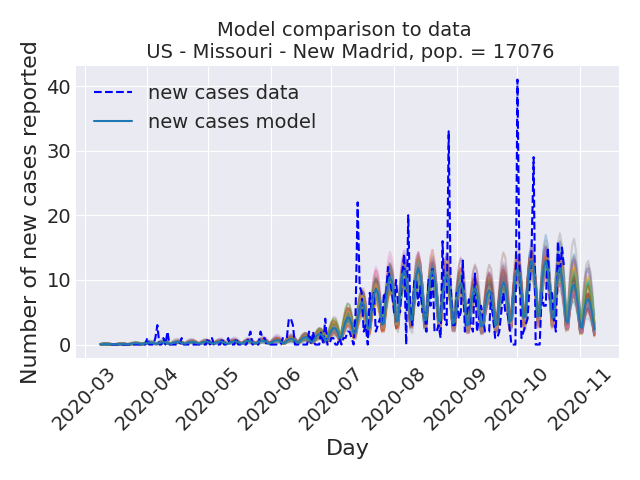 Model comparison to data
US - Missouri - New Madrid, pop. = 17076
Number of new cases reported
40
30
20
10
0
new cases data
new cases model
2020-03
2020-04
2020-05
2020-06
2020-07
2020-08
2020-09
2020-10
2020-11
Day